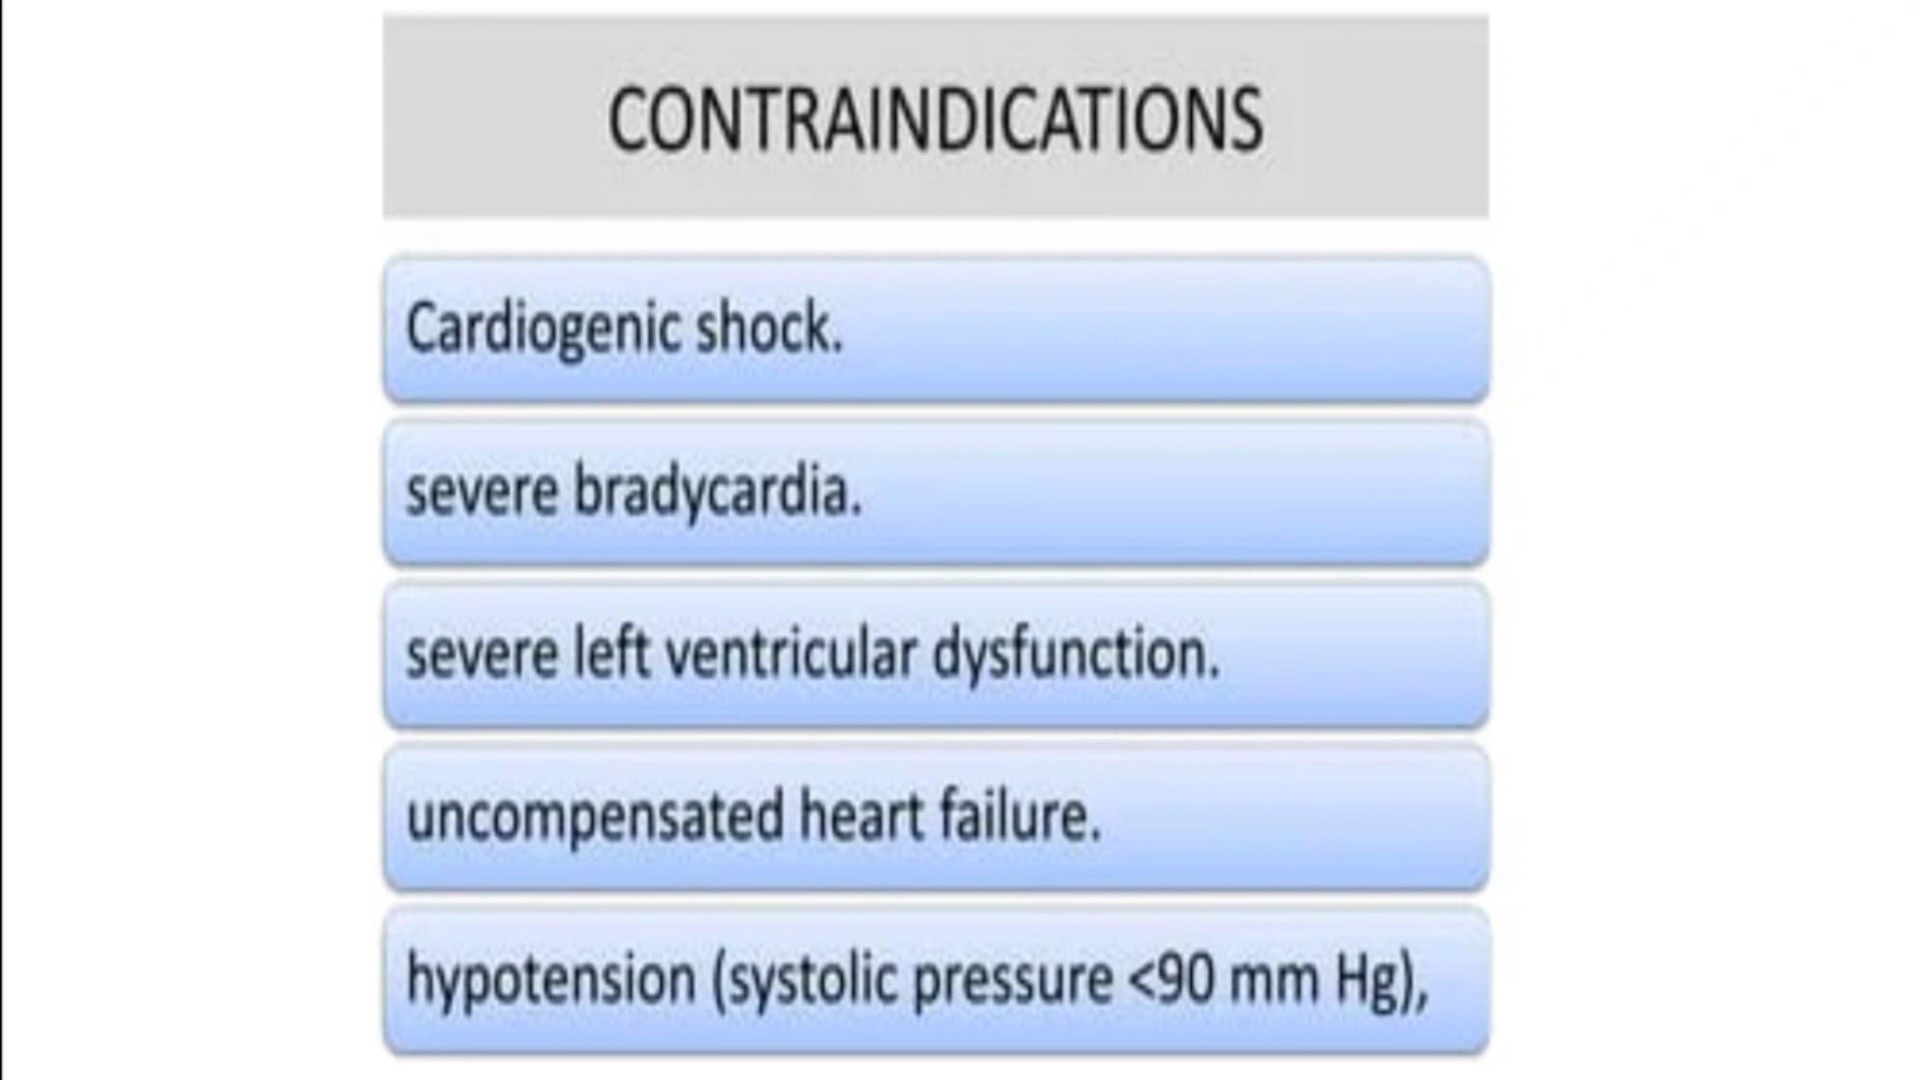 CONTRAINDICATIONS
Cardiogenic shock.
severe bradycardia.
severe left ventricular dysfunction.
uncompensated heart failure.
hypotension (systolic pressure <90 mm Hg),